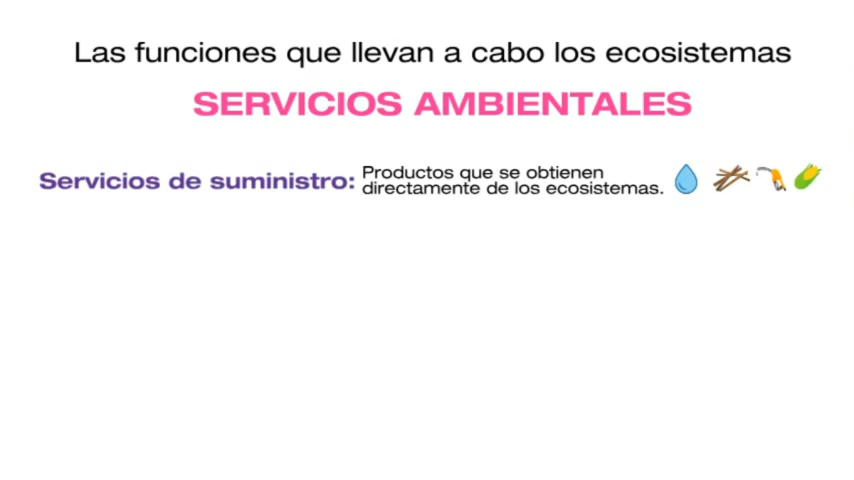 Las funciones que llevan a cabo los ecosistemas
SERVICIOS AMBIENTALES
Servicios de suministro: Productos que se obtienen
directamente de los ecosistemas.